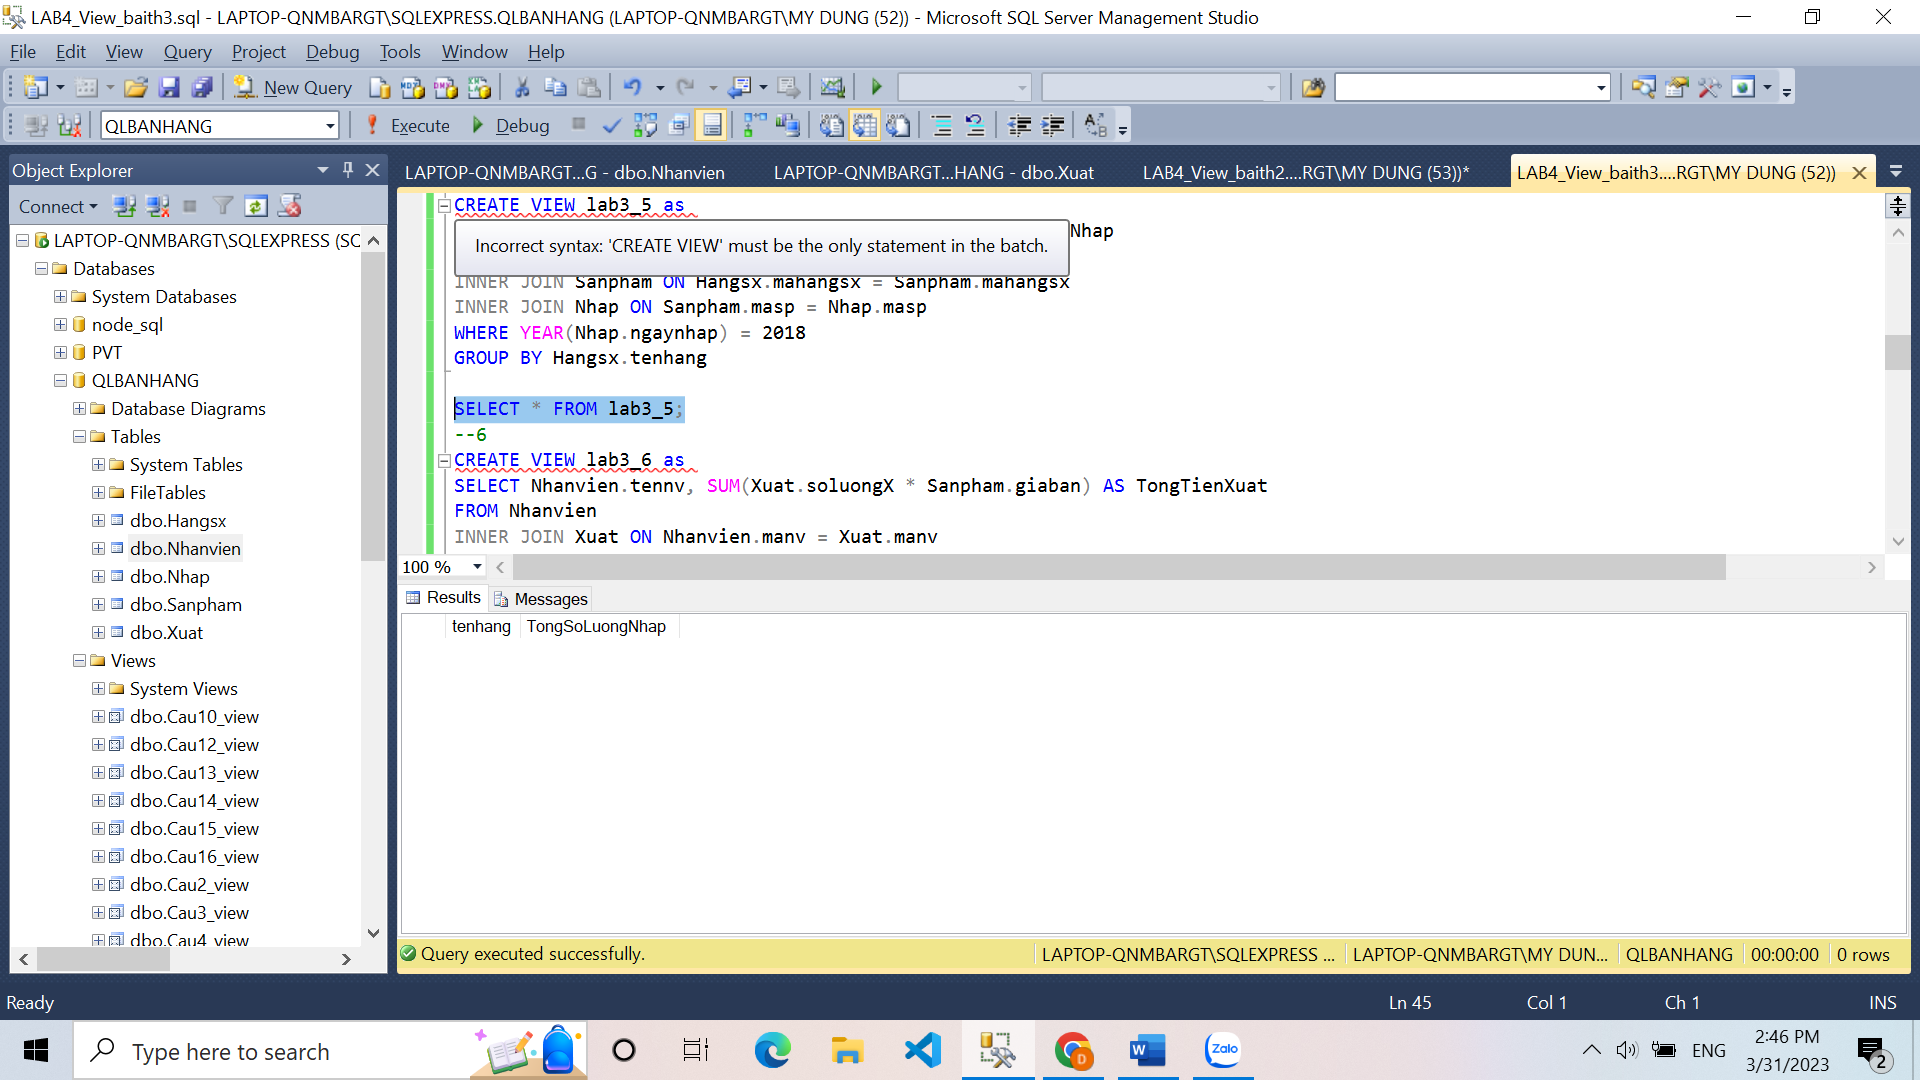 LAB4_View_baith3.sql - LAPTOP-QNMBARGT\SQLEXPRESS.QLBANHANG (LAPTOP-QNMBARGT\MY DUNG (52)) - Microsoft SQL Server Management Studio
File Edit View Query Project Debug Tools Window Help
New Query
QLBANHANG Execute Debug
Object Explorer
Connect
LAPTOP-QNMBARGT\SQLEXPRESS (SC
Databases
System Databases
node_sql
PVT
QLBANHANG
Database Diagrams
Tables
System Tables
FileTables
dbo.Hangsx
dbo.Nhanvien
dbo.Nhap
dbo.Sanpham
dbo.Xuat
Views
System Views
dbo.Cau10_view
dbo.Cau12_view
dbo.Cau13_view
dbo.Cau14_view
dbo.Cau15_view
dbo.Cau16_view
dbo.Cau2_view
dbo.Cau3_view
dbo.Cau4_view
LAPTOP-QNMBARGT...G - dbo.Nhanvien LAPTOP-QNMBARGT...HANG - dbo.Xuat LAB4_View_baith2....RGT\MY DUNG (53))* LAB4_View_baith3....RGT\MY DUNG (52))
CREATE VIEW lab3_5 as
Nhap
Incorrect syntax: 'CREATE VIEW' must be the only statement in the batch.
INNER JOIN Sanpham ON Hangsx.mahangsx = Sanpham.mahangsx
INNER JOIN Nhap ON Sanpham.masp = Nhap.masp
WHERE YEAR(Nhap.ngaynhap) = 2018
GROUP BY Hangsx.tenhang
SELECT * FROM lab3_5;
--6
CREATE VIEW lab3_6 as
SELECT Nhanvien.tennv, SUM(Xuat.soluongX * Sanpham.giaban) AS TongTienXuat
FROM Nhanvien
INNER JOIN Xuat ON Nhanvien.manv = Xuat.manv
100 %
Results Messages
tenhang TongSoLuongNhap
Query executed successfully. LAPTOP-QNMBARGT\SQLEXPRESS ... LAPTOP-QNMBARGT\MY DUN... QLBANHANG 00:00:00 0 rows
Ready Ln 45 Col 1 Ch 1 INS
Type here to search
Zalo
ENG
2:46 PM
3/31/2023
2